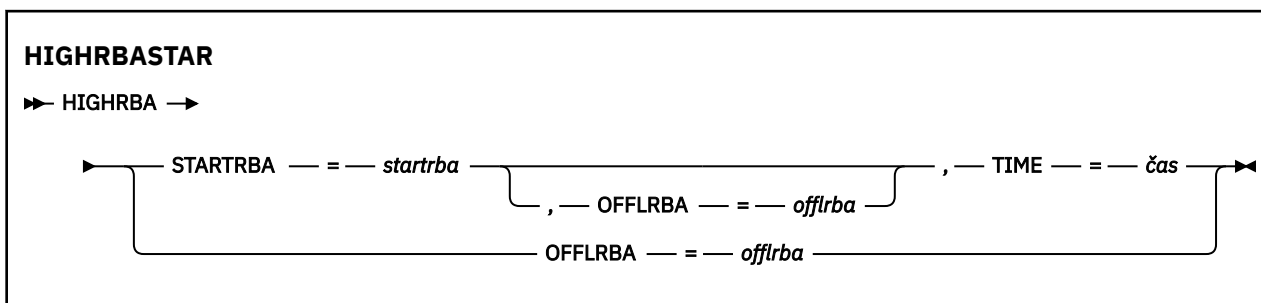 HIGHRBASTAR
HIGHRBA
STARTRBA = startrba , TIME = čas
, OFFLRBA = offlrba
OFFLRBA = offlrba